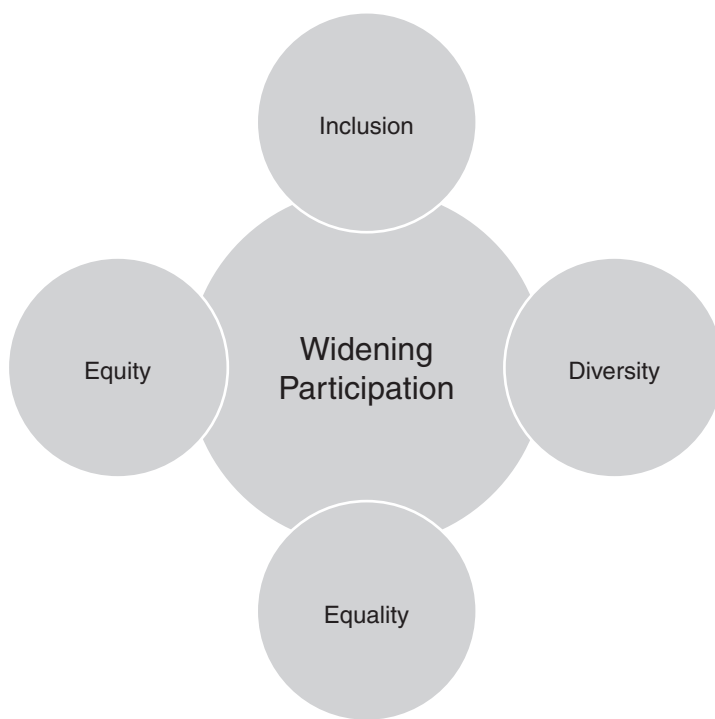 Inclusion
Equity
Widening
Participation
Diversity
Equality